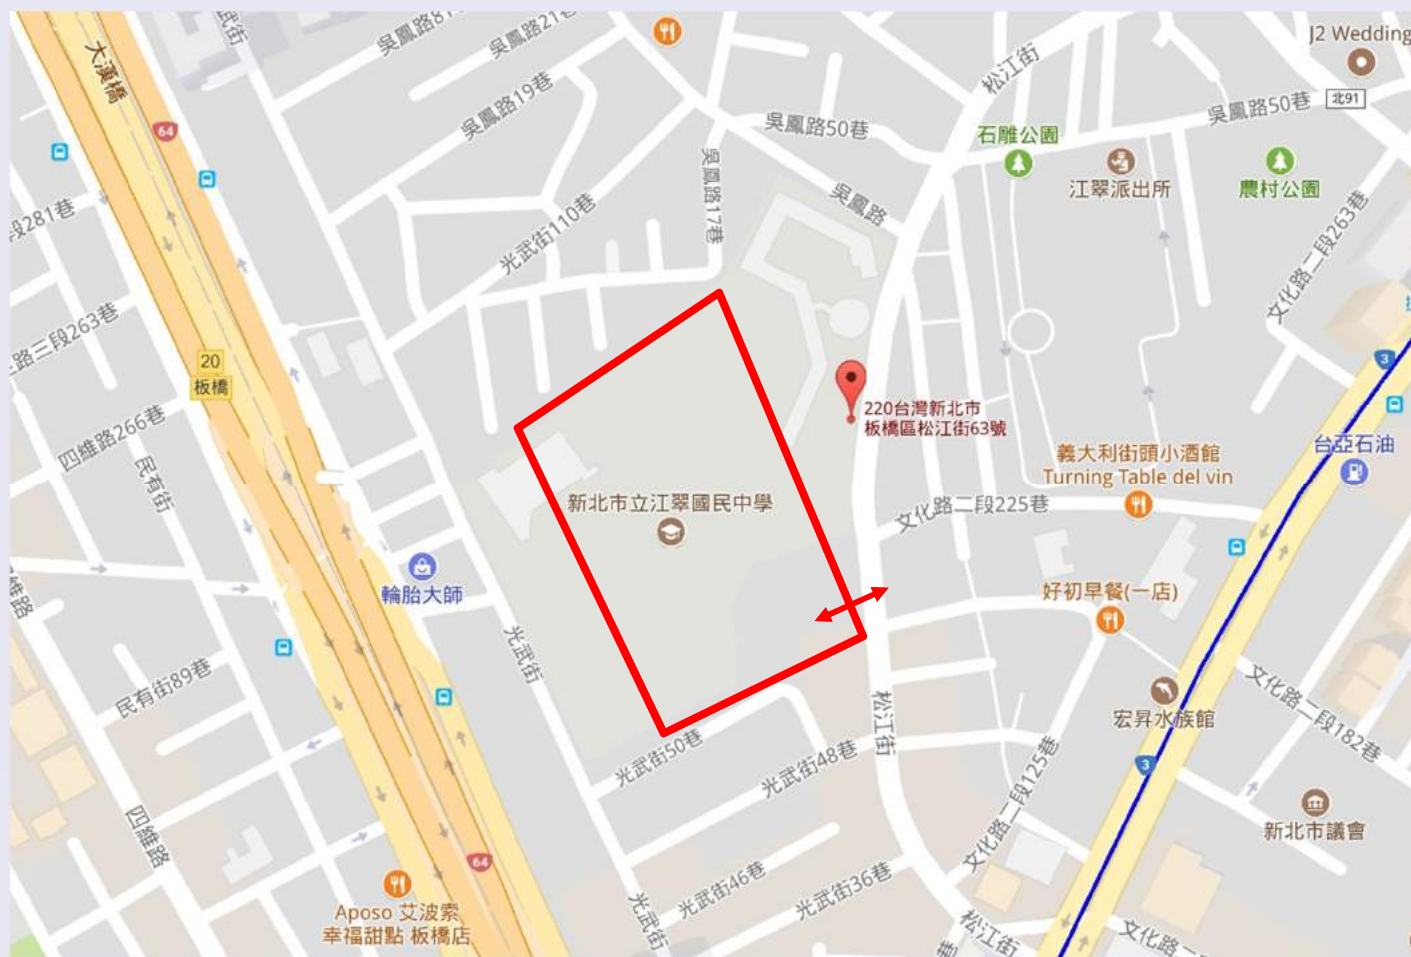 大漢橋
武街
吳鳳路21巷
J2 Wedding
松江街
北91
吳鳳路50巷
吳鳳路19巷
64
吳鳳路50巷
石雕公園
江翠派出所
農村公園
吳鳳路17巷
吳鳳路
段281巷
光武街110巷
文化路二段263巷
路三段263巷
20
板橋
3
220台灣新北市
板橋區松江街63號
四維路266巷
民有街
義大利街頭小酒館
Turning Table del vin
台亞石油
新北市立江翠國民中學
文化路二段225巷
輪胎大師
好初早餐(一店)
四維路
光武街
民有街89巷
松江街
宏昇水族館
文化路二段182巷
光武街50巷
光武街48巷
3
文化路二段125巷
新北市議會
四維路
64
光武街46巷
光武街36巷
Aposo 艾波索
幸福甜點 板橋店
光武街
松江街
巷
文化路二